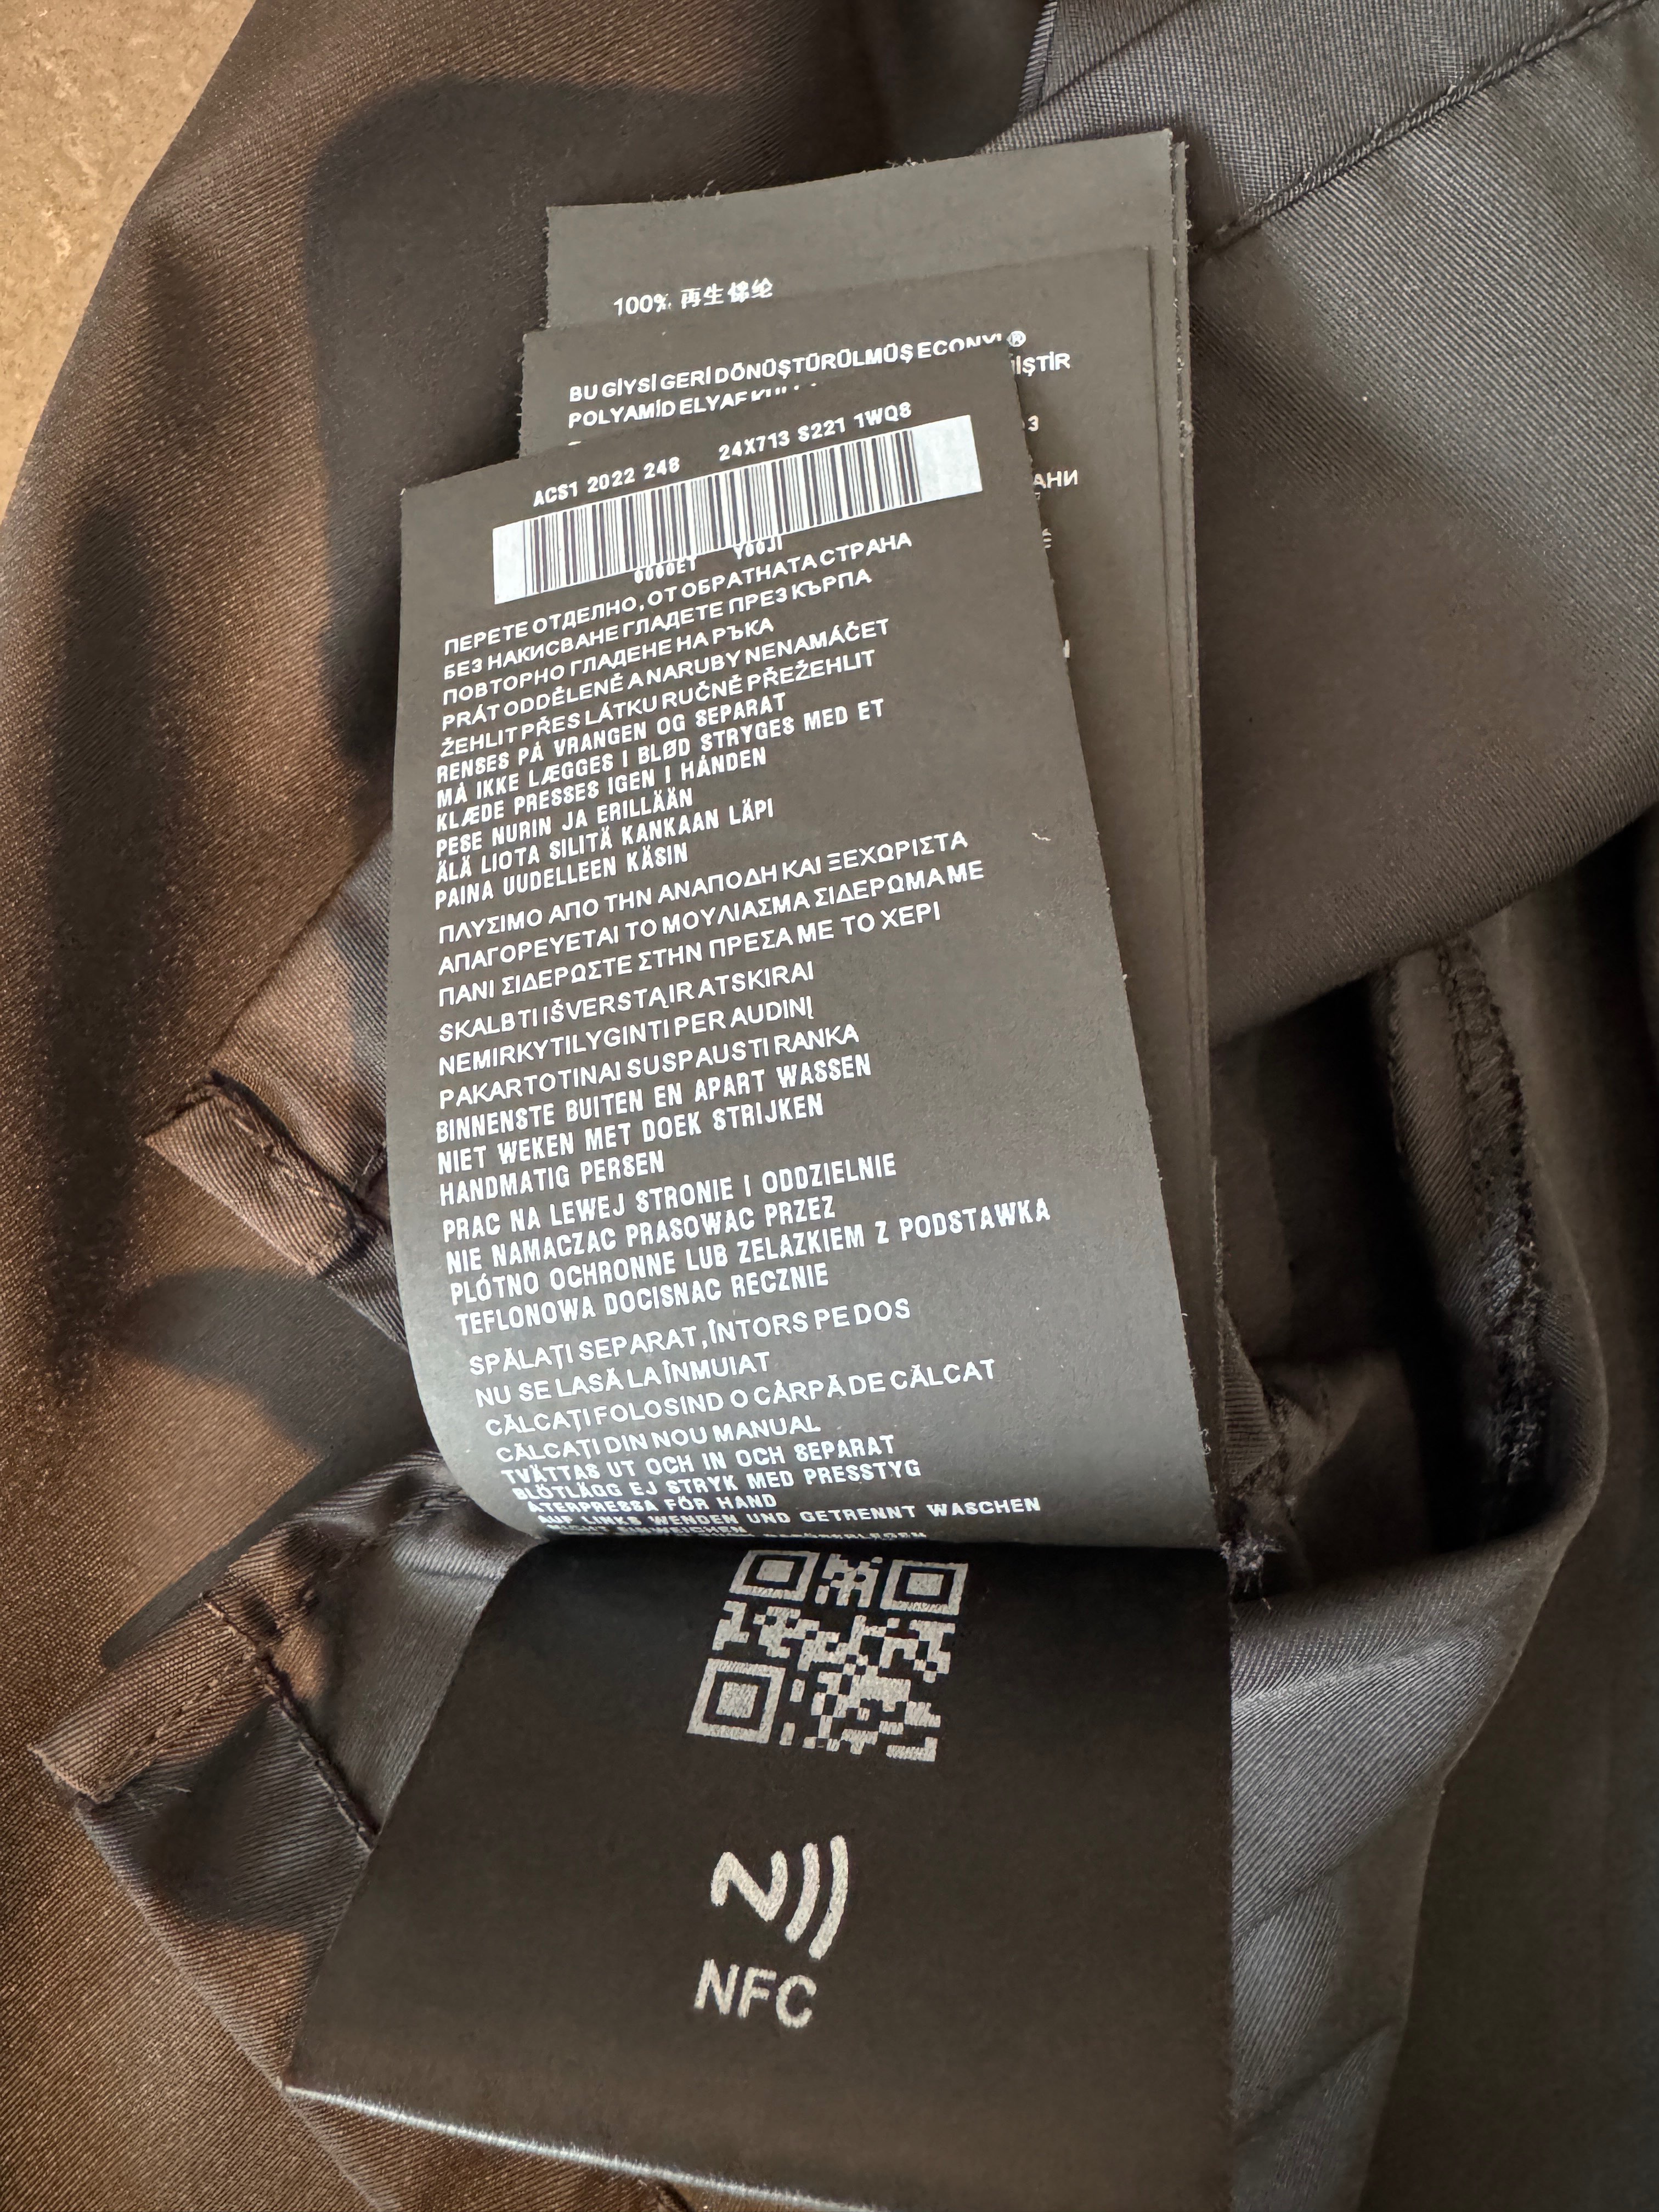 100% 再生锦纶
BU GİYSİ GERİ DÖNÜŞTÜRÜLMÜŞ ECONYL®
POLYAMİD ELYAF
ACS1 2022 248 24X713 S221 1WQ8
0000ET Y00JI
ПЕРЕТЕ ОТДЕЛНО, ОТ ОБРАТНАТА СТРАНА
БЕЗ НАКИСВАНЕ ГЛАДЕТЕ ПРЕЗ КЪРПА
ПОВТОРНО ГЛАДЕНЕ НА РЪКА
PRÁT ODDĚLENĚ A NARUBY NENAMÁČET
ŽEHLIT PŘES LÁTKU RUČNĚ PŘEŽEHLIT
RENSES PÅ VRANGEN OG SEPARAT
MÅ IKKE LÆGGES I BLØD STRYGES MED ET
KLÆDE PRESSES IGEN I HÅNDEN
PESE NURIN JA ERILLÄÄN
ÄLÄ LIOTA SILITÄ KANKAAN LÄPI
PAINA UUDELLEEN KÄSIN
ΠΛΥΣΙΜΟ ΑΠΟ ΤΗΝ ΑΝΑΠΟΔΗ ΚΑΙ ΞΕΧΩΡΙΣΤΑ
ΑΠΑΓΟΡΕΥΕΤΑΙ ΤΟ ΜΟΥΛΙΑΣΜΑ ΣΙΔΕΡΩΜΑ ΜΕ
ΠΑΝΙ ΣΙΔΕΡΩΣΤΕ ΣΤΗΝ ΠΡΕΣΑ ΜΕ ΤΟ ΧΕΡΙ
SKALBTI IŠVERSTĄ IR ATSKIRAI
NEMIRKYTI LYGINTI PER AUDINĮ
PAKARTOTINAI SUSPAUSTI RANKA
BINNENSTE BUITEN EN APART WASSEN
NIET WEKEN MET DOEK STRIJKEN
HANDMATIG PERSEN
PRAC NA LEWEJ STRONIE I ODDZIELNIE
NIE NAMACZAC PRASOWAC PRZEZ
PLÓTNO OCHRONNE LUB ZELAZKIEM Z PODSTAWKA
TEFLONOWA DOCISNAC RECZNIE
SPĂLAȚI SEPARAT, ÎNTORS PE DOS
NU SE LASĂ LA ÎNMUIAT
CĂLCAȚI FOLOSIND O CÂRPĂ DE CĂLCAT
CĂLCAȚI DIN NOU MANUAL
TVÄTTAS UT OCH IN OCH SEPARAT
BLÖTLÄGG EJ STRYK MED PRESSTYG
ÅTERPRESSA FÖR HAND
AUF LINKS WENDEN UND GETRENNT WASCHEN
NICHT EINWEICHEN
NFC